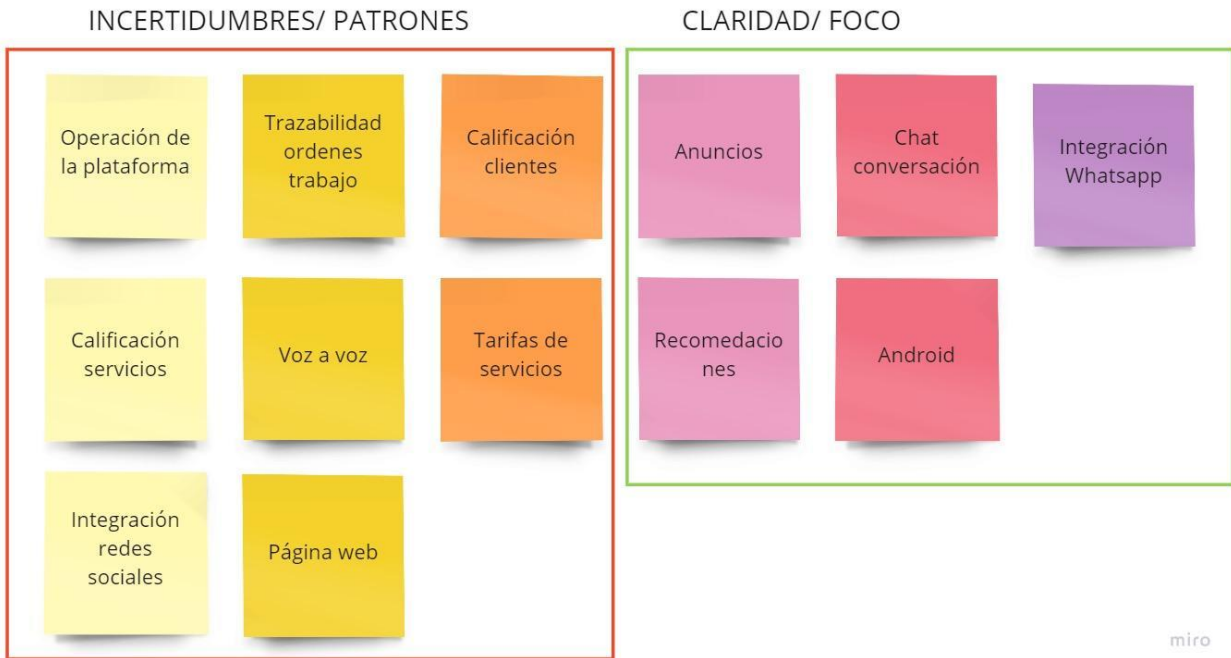 INCERTIDUMBRES/ PATRONES
CLARIDAD/ FOCO
Operación de
la plataforma
Trazabilidad
ordenes
trabajo
Calificación
clientes
Anuncios
Chat
conversación
Integración
Whatsapp
Calificación
servicios
Voz a voz
Tarifas de
servicios
Recomedacio
nes
Android
Integración
redes
sociales
Página web
miro